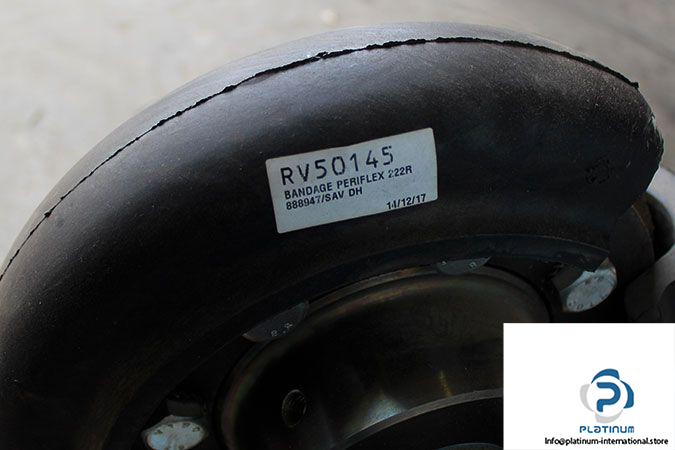 RV50145
BANDAGE PERIFLEX 222R
888947/SAV DH
14/12/17
PLATINUM
Info@platinum-international.store